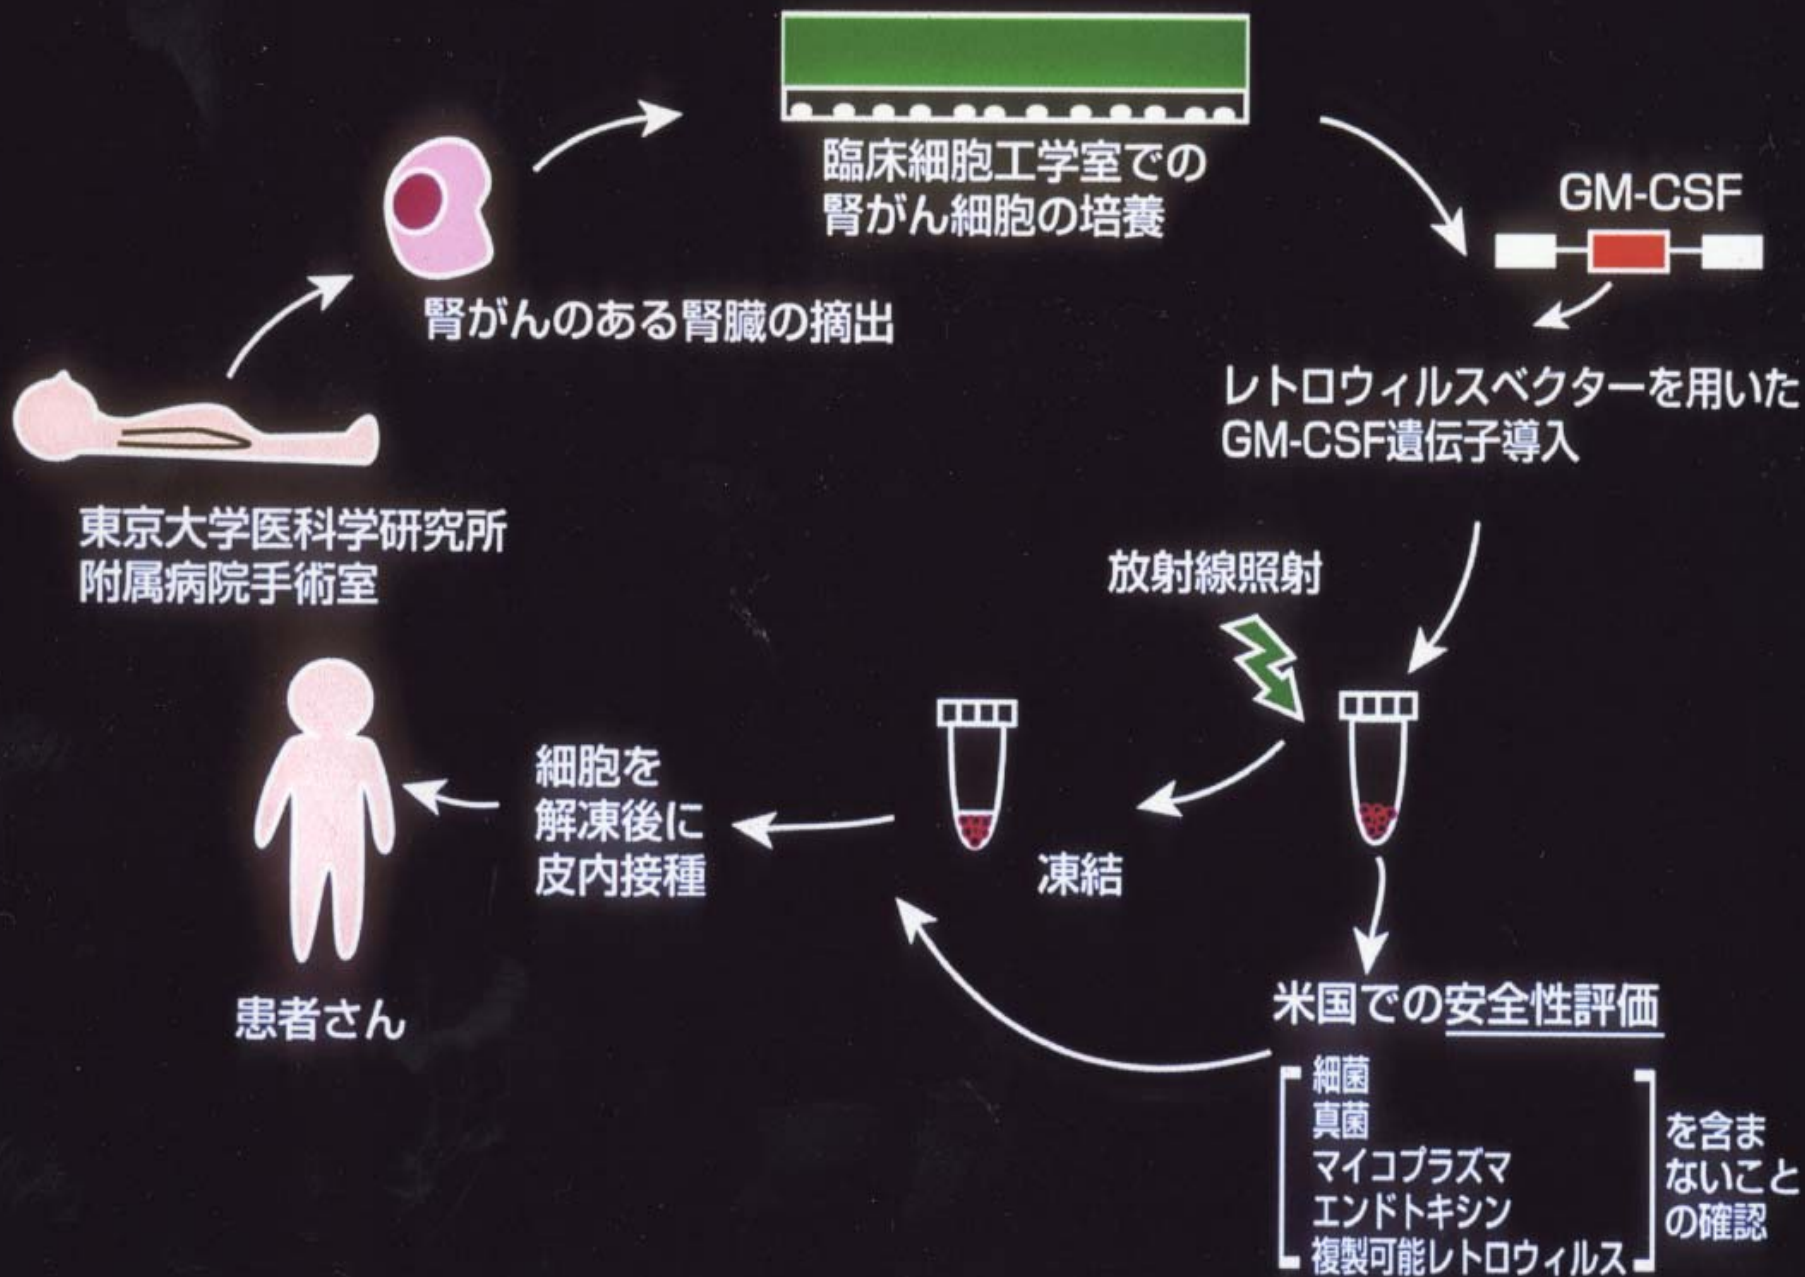 臨床細胞工学室での
腎がん細胞の培養
GM-CSF
腎がんのある腎臓の摘出
レトロウィルスベクターを用いた
GM-CSF遺伝子導入
東京大学医科学研究所
附属病院手術室
放射線照射
細胞を
解凍後に
皮内接種
凍結
患者さん
米国での安全性評価
細菌
真菌
マイコプラズマ
エンドトキシン
複製可能レトロウィルス
を含ま
ないこと
の確認